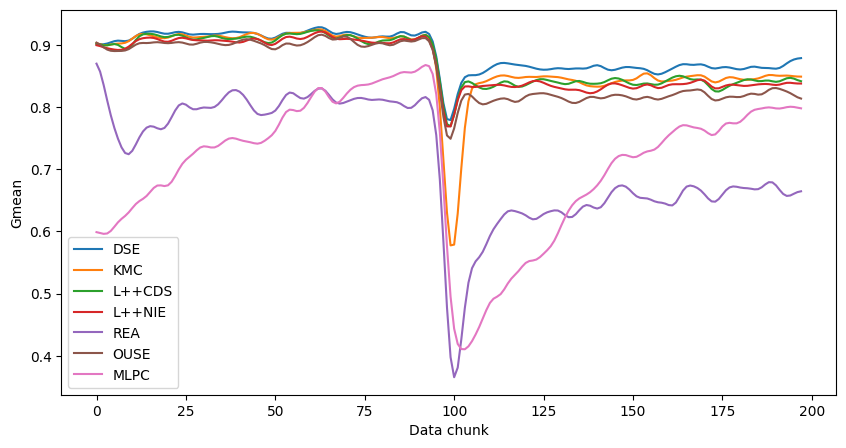 0.9
0.8
0.7
0.6
0.5
0.4
Gmean
DSE
KMC
L++CDS
L++NIE
REA
OUSE
MLPC
0 25 50 75 100 125 150 175 200
Data chunk